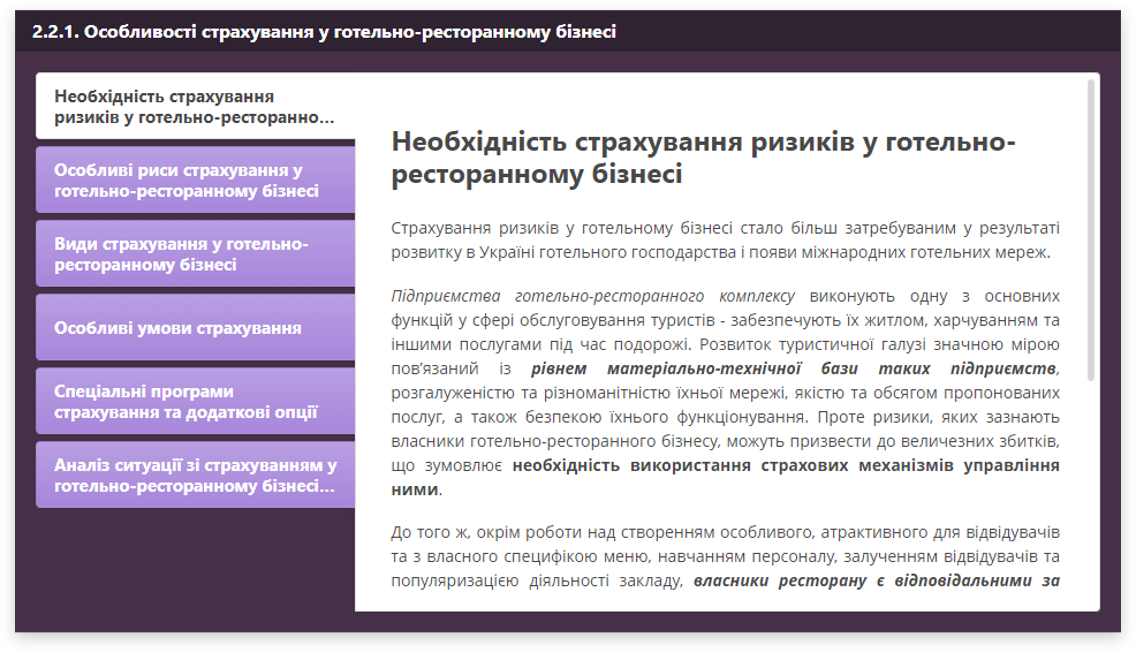 2.2.1. Особливості страхування у готельно-ресторанному бізнесі
Необхідність страхування
ризиків у готельно-ресторанно...
Особливі риси страхування у
готельно-ресторанному бізнесі
Види страхування у готельно-
ресторанному бізнесі
Особливі умови страхування
Спеціальні програми
страхування та додаткові опції
Аналіз ситуації зі страхуванням у
готельно-ресторанному бізнесі...
Необхідність страхування ризиків у готельно-
ресторанному бізнесі
Страхування ризиків у готельному бізнесі стало більш затребуваним у результаті
розвитку в Україні готельного господарства і появи міжнародних готельних мереж.
Підприємства готельно-ресторанного комплексу виконують одну з основних
функцій у сфері обслуговування туристів - забезпечують їх житлом, харчуванням та
іншими послугами під час подорожі. Розвиток туристичної галузі значною мірою
пов’язаний із рівнем матеріально-технічної бази таких підприємств,
розгалуженістю та різноманітністю їхньої мережі, якістю та обсягом пропонованих
послуг, а також безпекою їхнього функціонування. Проте ризики, яких зазнають
власники готельно-ресторанного бізнесу, можуть призвести до величезних збитків,
що зумовлює необхідність використання страхових механізмів управління
ними.
До того ж, окрім роботи над створенням особливого, атрактивного для відвідувачів
та з власного специфікою меню, навчанням персоналу, залученням відвідувачів та
популяризацією діяльності закладу, власники ресторану є відповідальними за